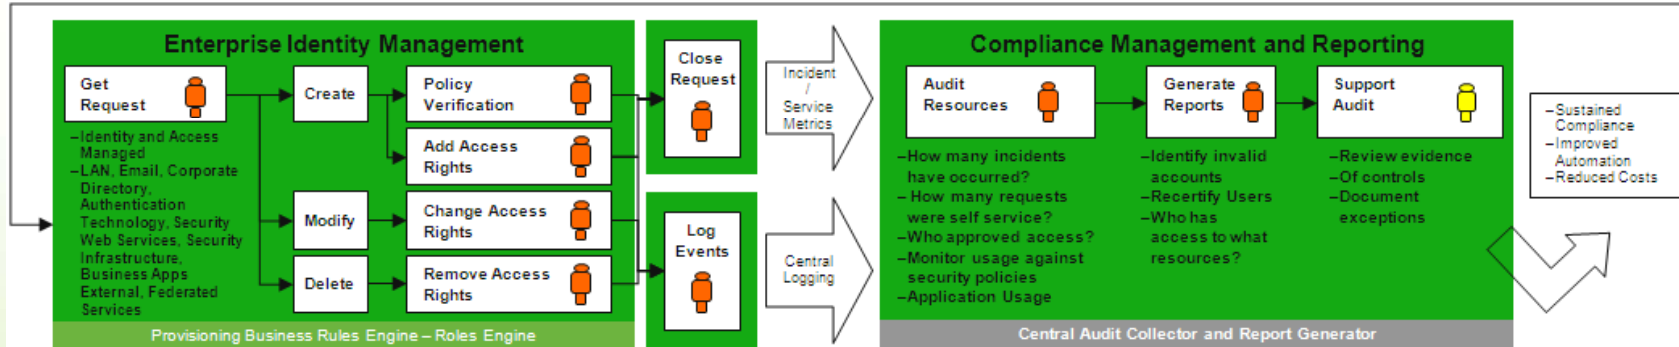 Enterprise Identity Management
Get
Request
Create
Policy
Verification
Add Access
Rights
Modify
Change Access
Rights
Delete
Remove Access
Rights
–Identity and Access
Managed
–LAN, Email, Corporate
Directory,
Authentication
Technology, Security
Web Services, Security
Infrastructure,
Business Apps
External, Federated
Services
Provisioning Business Rules Engine – Roles Engine
Close
Request
Log
Events
Incident
/
Service
Metrics
Central
Logging
Compliance Management and Reporting
Audit
Resources
Generate
Reports
Support
Audit
–How many incidents
have occurred?
– How many requests
were self service?
–Who approved access?
–Monitor usage against
security policies
–Application Usage
–Identify invalid
accounts
–Recertify Users
–Who has
access to what
resources?
–Review evidence
–Of controls
–Document
exceptions
Central Audit Collector and Report Generator
–Sustained
Compliance
–Improved
Automation
–Reduced Costs